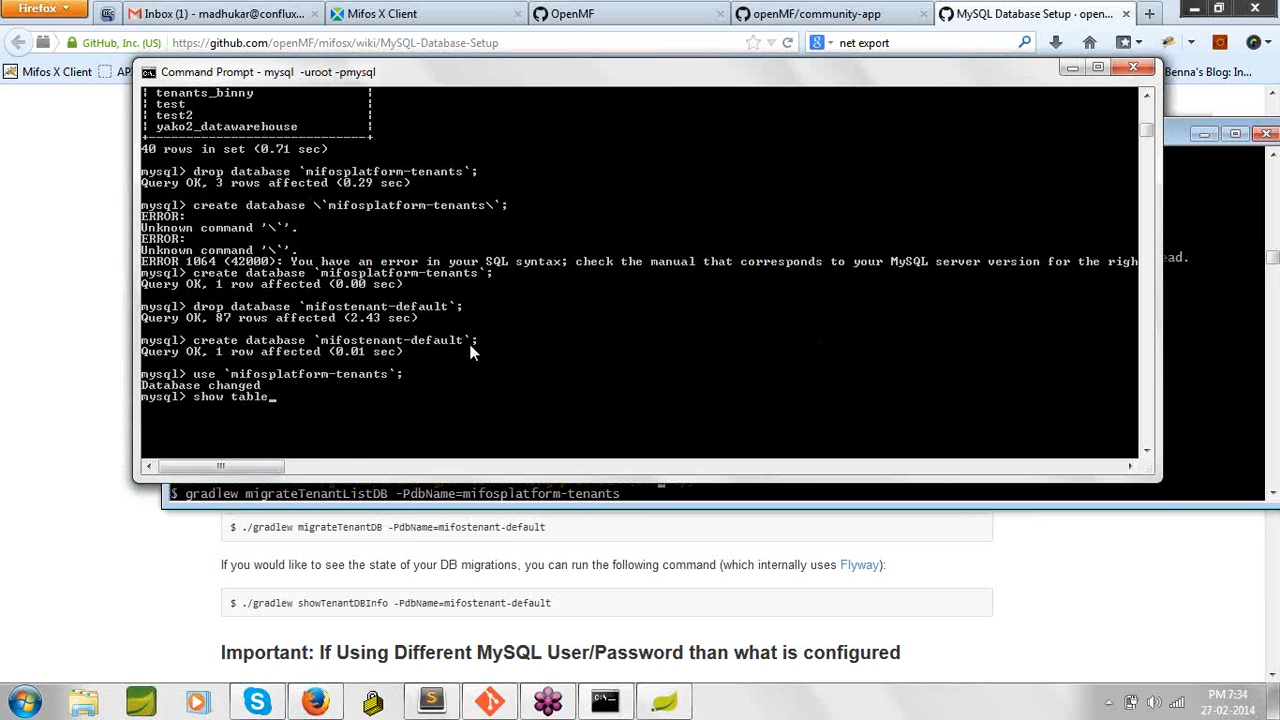 Firefox
Inbox (1) - madhukar@conflux...
Mifos X Client
OpenMF
openMF/community-app
MySQL Database Setup · open...
GitHub, Inc. (US)
https://github.com/openMF/mifosx/wiki/MySQL-Database-Setup
net export
Mifos X Client
AP
Benna's Blog: In...
Command Prompt - mysql -uroot -pmysql
| tenants_binny |
| test |
| test2 |
| yako2_datawarehouse |
+------------------------------+
40 rows in set (0.71 sec)
mysql> drop database `mifosplatform-tenants`;
Query OK, 3 rows affected (0.29 sec)
mysql> create database \`mifosplatform-tenants\`;
ERROR:
Unknown command '\`'.
ERROR:
Unknown command '\`'.
ERROR 1064 (42000): You have an error in your SQL syntax; check the manual that corresponds to your MySQL server version for the righ
ead.
mysql> create database `mifosplatform-tenants`;
Query OK, 1 row affected (0.00 sec)
mysql> drop database `mifostenant-default`;
Query OK, 87 rows affected (2.43 sec)
mysql> create database `mifostenant-default`;
Query OK, 1 row affected (0.01 sec)
mysql> use `mifosplatform-tenants`;
Database changed
mysql> show table_
$ gradlew migrateTenantListDB -PdbName=mifosplatform-tenants
$ ./gradlew migrateTenantDB -PdbName=mifostenant-default
If you would like to see the state of your DB migrations, you can run the following command (which internally uses Flyway):
$ ./gradlew showTenantDBInfo -PdbName=mifostenant-default
Important: If Using Different MySQL User/Password than what is configured
PM 7:34
27-02-2014